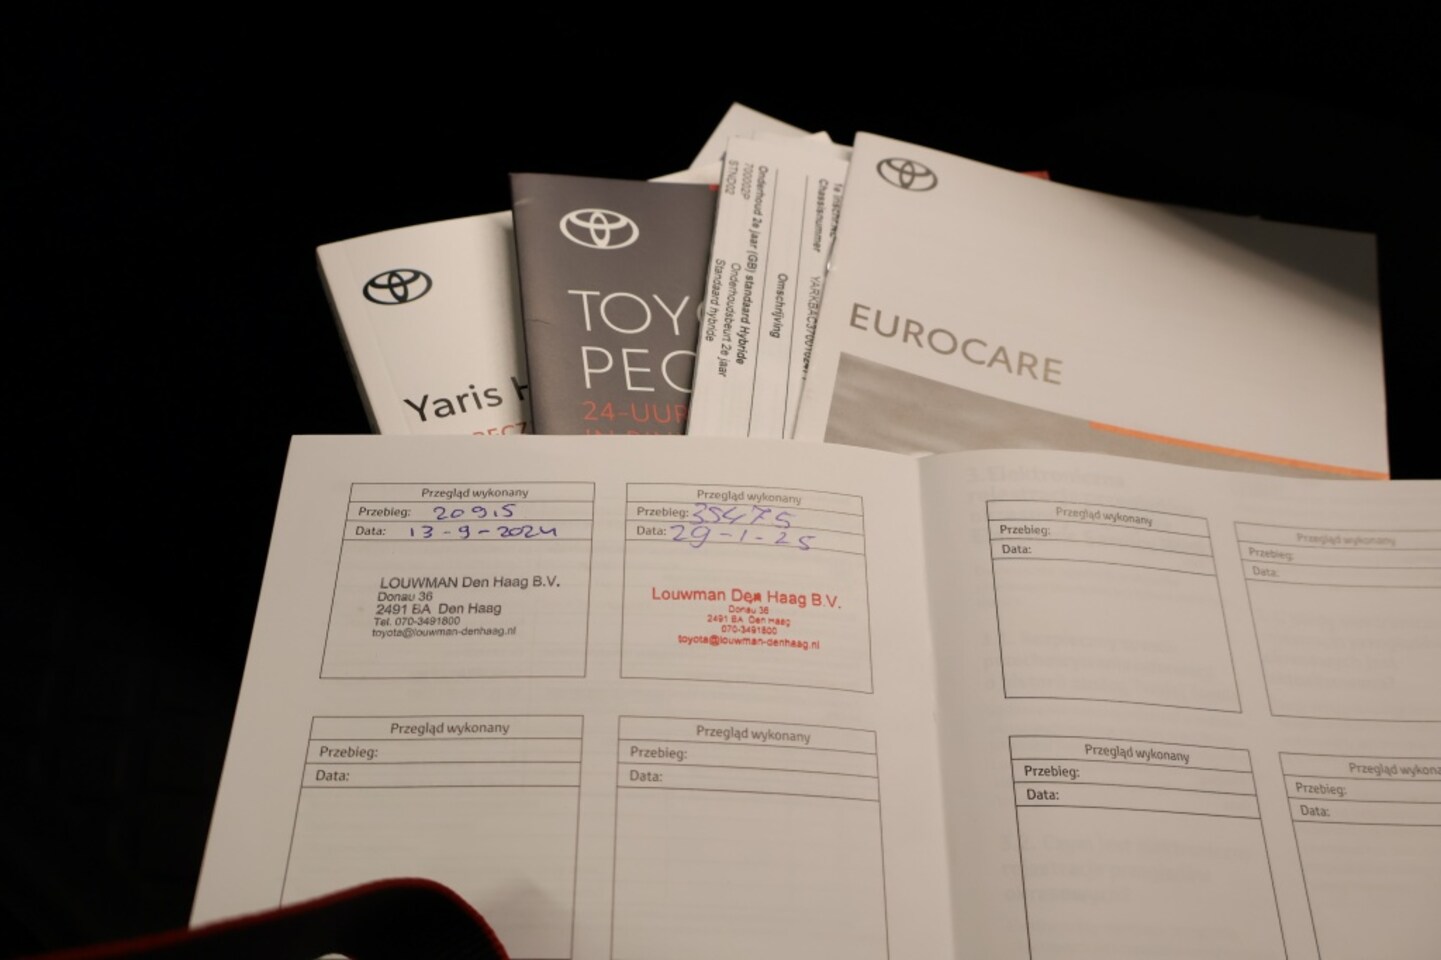 Yaris
TOY
PEC
24-UUR
Onderhoud 2e jaar (GB) standaard Hybride
700002P
STND02
Onderhoudsbeurt 2e jaar
Standaard hybride
Omschrijving
Chassisnummer
EUROCARE
Przegląd wykonany
Przebieg: 20915
Data: 13-9-2024
LOUWMAN Den Haag B.V.
Donau 36
2491 BA Den Haag
Tel. 070-3491800
toyota@louwman-denhaag.nl
Przegląd wykonany
Przebieg: 35475
Data: 29-1-25
Louwman Den Haag B.V.
Donau 36
2491 BA Den Haag
070-3491800
toyota@louwman-denhaag.nl
Przegląd wykonany
Przebieg:
Data:
Przegląd wykonany
Przebieg:
Data:
Przegląd wykonany
Przebieg:
Data:
Przegląd wykonany
Przebieg:
Data:
Przegląd wykonany
Przebieg:
Data:
Przegląd wykona
Przebieg:
Data: